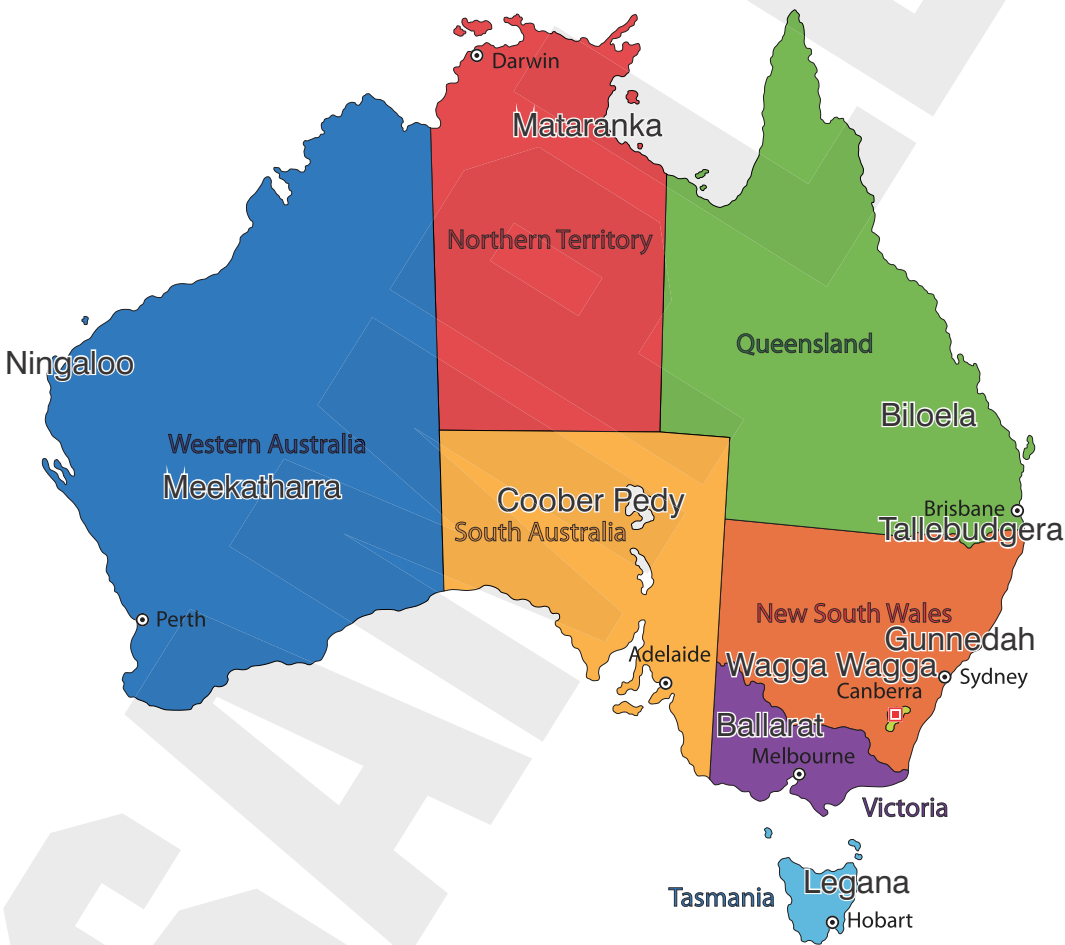 Darwin
Mataranka
Northern Territory
Queensland
Ningaloo
Biloela
Western Australia
Meekatharra
Coober Pedy
South Australia
Brisbane
Tallebudgera
New South Wales
Perth
Gunnedah
Adelaide
Wagga Wagga
Sydney
Canberra
Ballarat
Melbourne
Victoria
Legana
Tasmania
Hobart